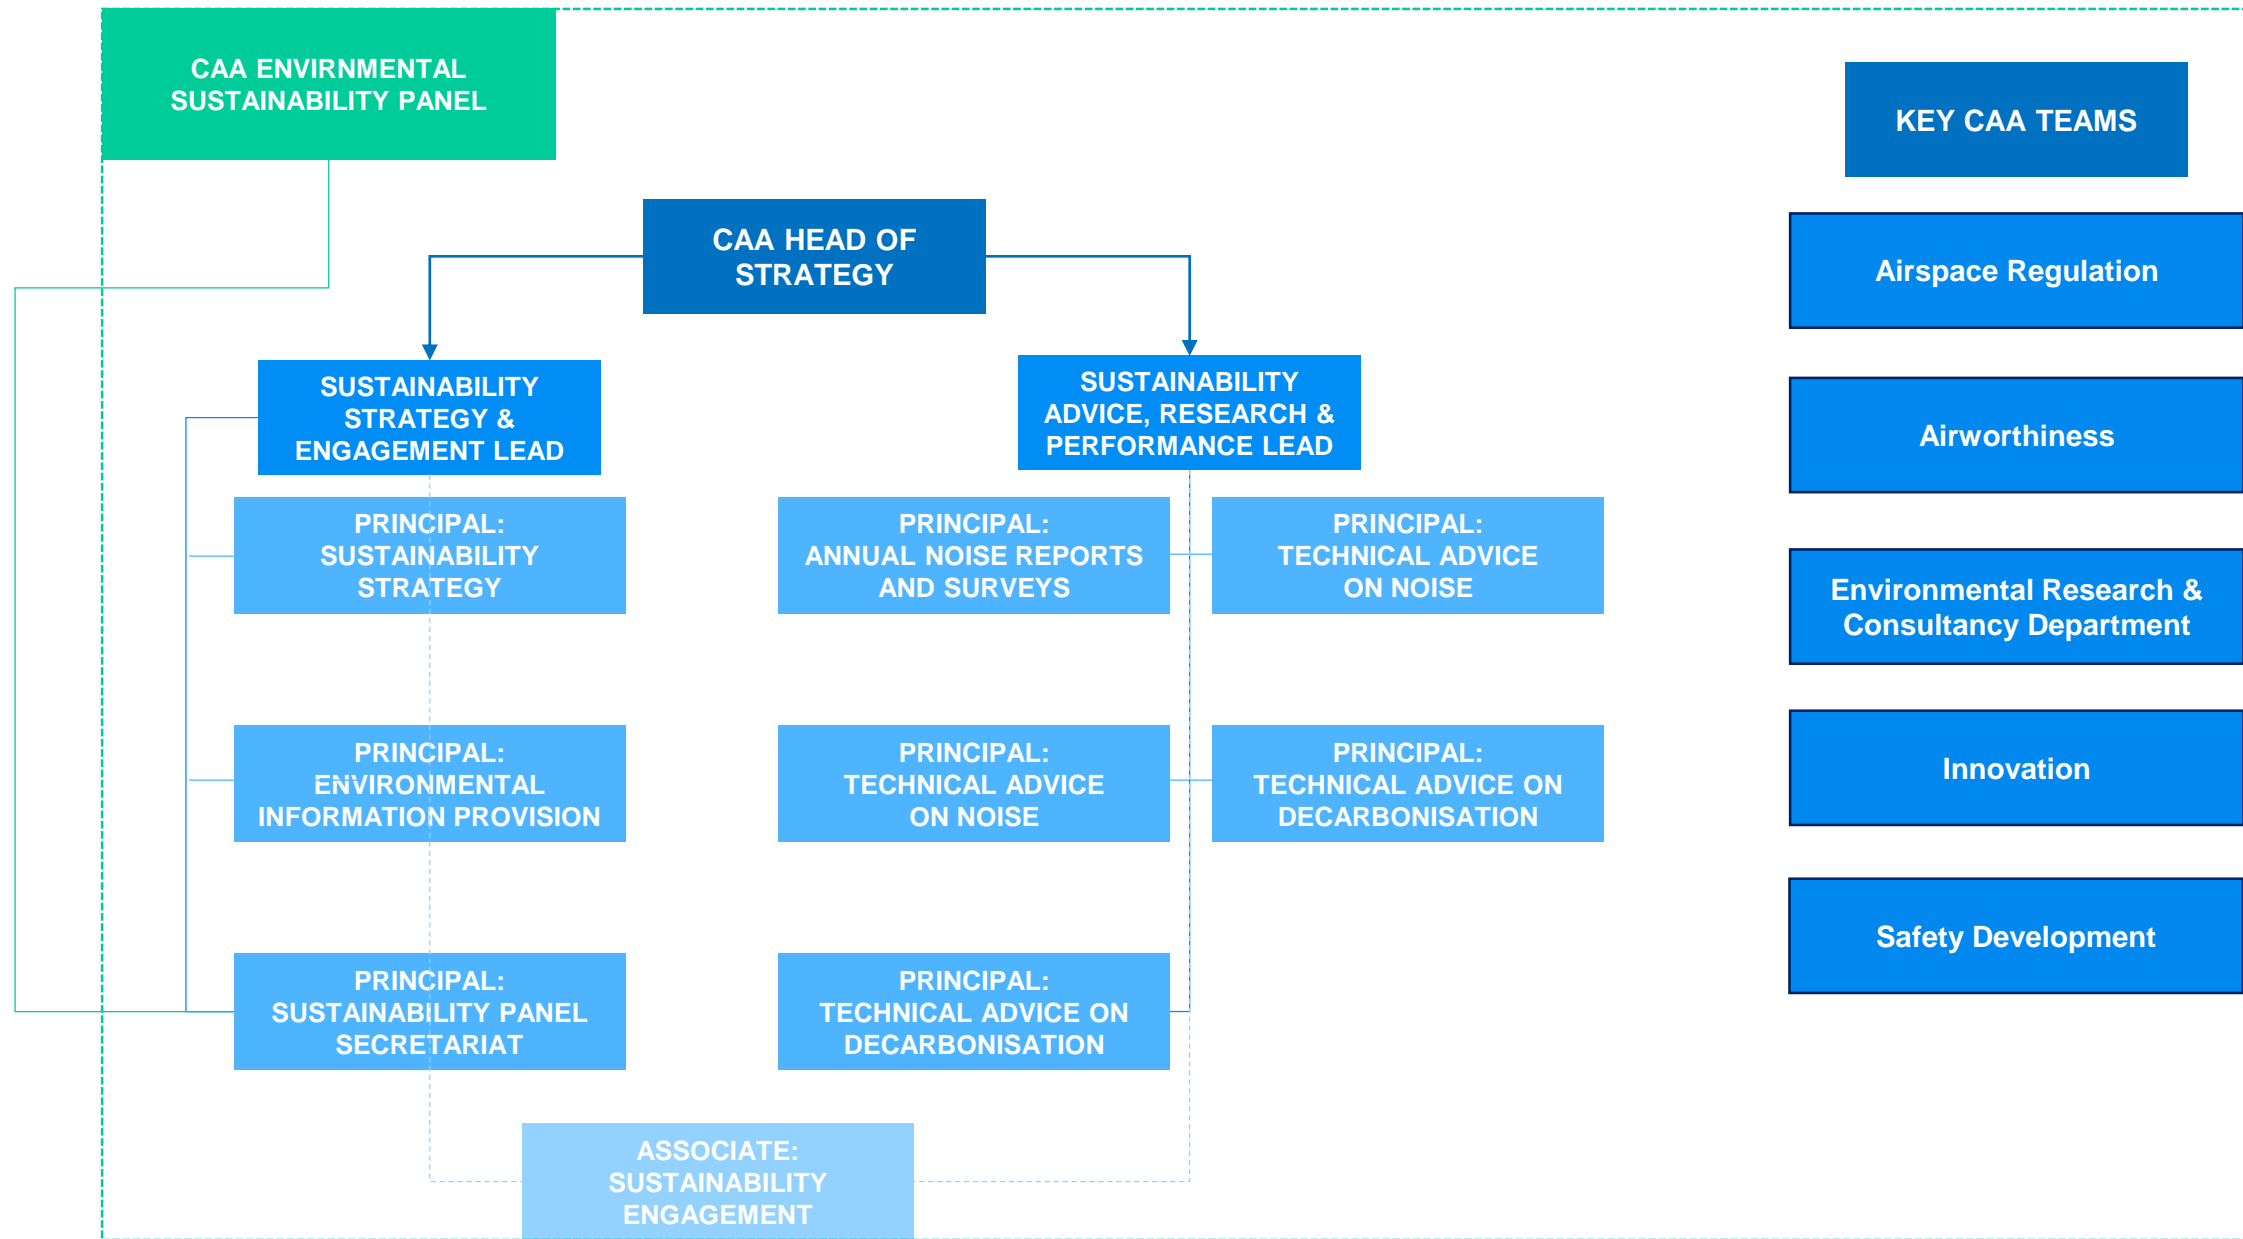 CAA ENVIRNMENTAL
SUSTAINABILITY PANEL
KEY CAA TEAMS
CAA HEAD OF
STRATEGY
Airspace Regulation
SUSTAINABILITY
STRATEGY &
ENGAGEMENT LEAD
SUSTAINABILITY
ADVICE, RESEARCH &
PERFORMANCE LEAD
Airworthiness
PRINCIPAL:
SUSTAINABILITY
STRATEGY
PRINCIPAL:
ANNUAL NOISE REPORTS
AND SURVEYS
PRINCIPAL:
TECHNICAL ADVICE
ON NOISE
Environmental Research &
Consultancy Department
PRINCIPAL:
ENVIRONMENTAL
INFORMATION PROVISION
PRINCIPAL:
TECHNICAL ADVICE
ON NOISE
PRINCIPAL:
TECHNICAL ADVICE ON
DECARBONISATION
Innovation
PRINCIPAL:
SUSTAINABILITY PANEL
SECRETARIAT
PRINCIPAL:
TECHNICAL ADVICE ON
DECARBONISATION
Safety Development
ASSOCIATE:
SUSTAINABILITY
ENGAGEMENT